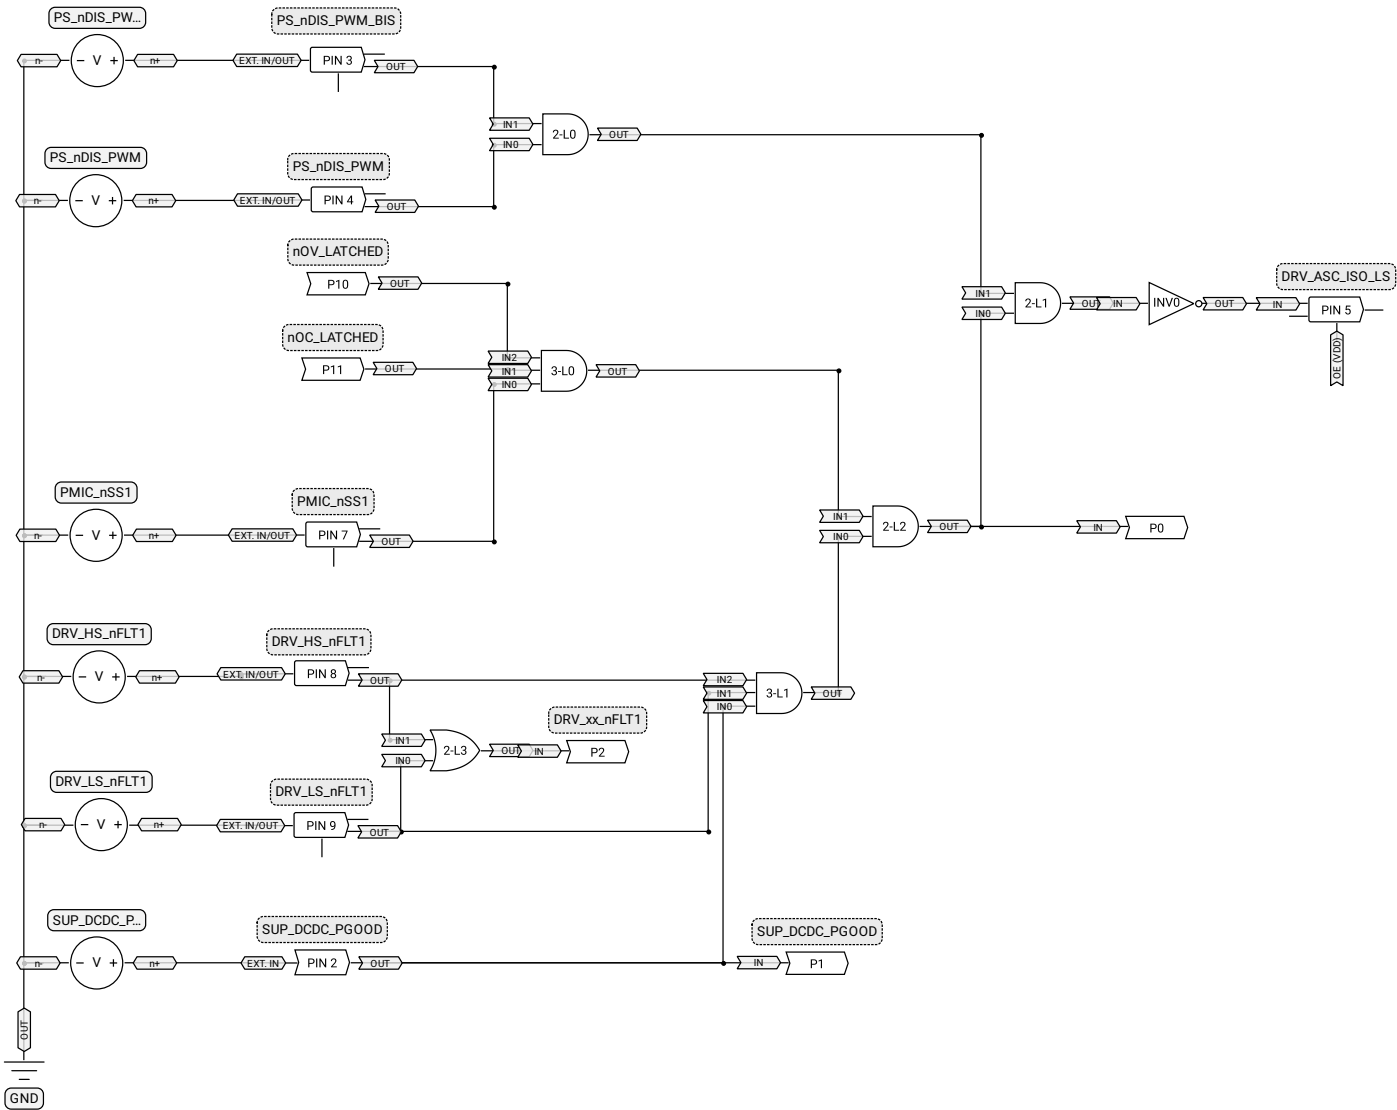 PS_nDIS_PW...
PS_nDIS_PWM_BIS
n-
− V +
n+
EXT. IN/OUT
PIN 3
OUT
IN1
IN0
2-L0
OUT
PS_nDIS_PWM
PS_nDIS_PWM
n-
− V +
n+
EXT. IN/OUT
PIN 4
OUT
nOV_LATCHED
P10
OUT
DRV_ASC_ISO_LS
IN1
IN0
2-L1
OUT
IN
INV0
OUT
IN
PIN 5
OE (VDD)
nOC_LATCHED
P11
OUT
IN2
IN1
IN0
3-L0
OUT
PMIC_nSS1
PMIC_nSS1
n-
− V +
n+
EXT. IN/OUT
PIN 7
OUT
IN1
IN0
2-L2
OUT
IN
P0
DRV_HS_nFLT1
DRV_HS_nFLT1
n-
− V +
n+
EXT. IN/OUT
PIN 8
OUT
IN2
IN1
IN0
3-L1
OUT
DRV_xx_nFLT1
IN1
IN0
2-L3
OUT
IN
P2
DRV_LS_nFLT1
DRV_LS_nFLT1
n-
− V +
n+
EXT. IN/OUT
PIN 9
OUT
SUP_DCDC_P...
SUP_DCDC_PGOOD
SUP_DCDC_PGOOD
n-
− V +
n+
EXT. IN
PIN 2
OUT
IN
P1
OUT
GND